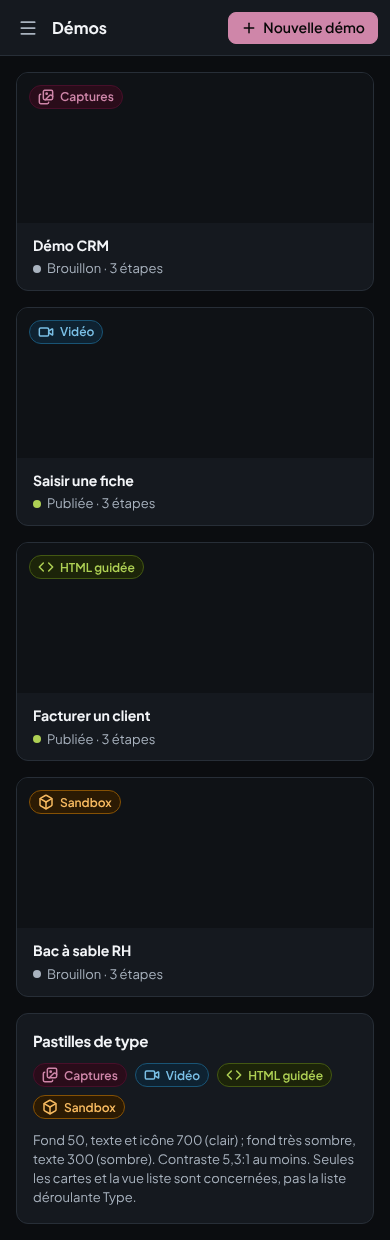 Démos
Nouvelle démo
Captures
Démo CRM
Brouillon · 3 étapes
Vidéo
Saisir une fiche
Publiée · 3 étapes
HTML guidée
Facturer un client
Publiée · 3 étapes
Sandbox
Bac à sable RH
Brouillon · 3 étapes
Pastilles de type
Captures Vidéo HTML guidée
Sandbox
Fond 50, texte et icône 700 (clair) ; fond très sombre,
texte 300 (sombre). Contraste 5,3:1 au moins. Seules
les cartes et la vue liste sont concernées, pas la liste
déroulante Type.